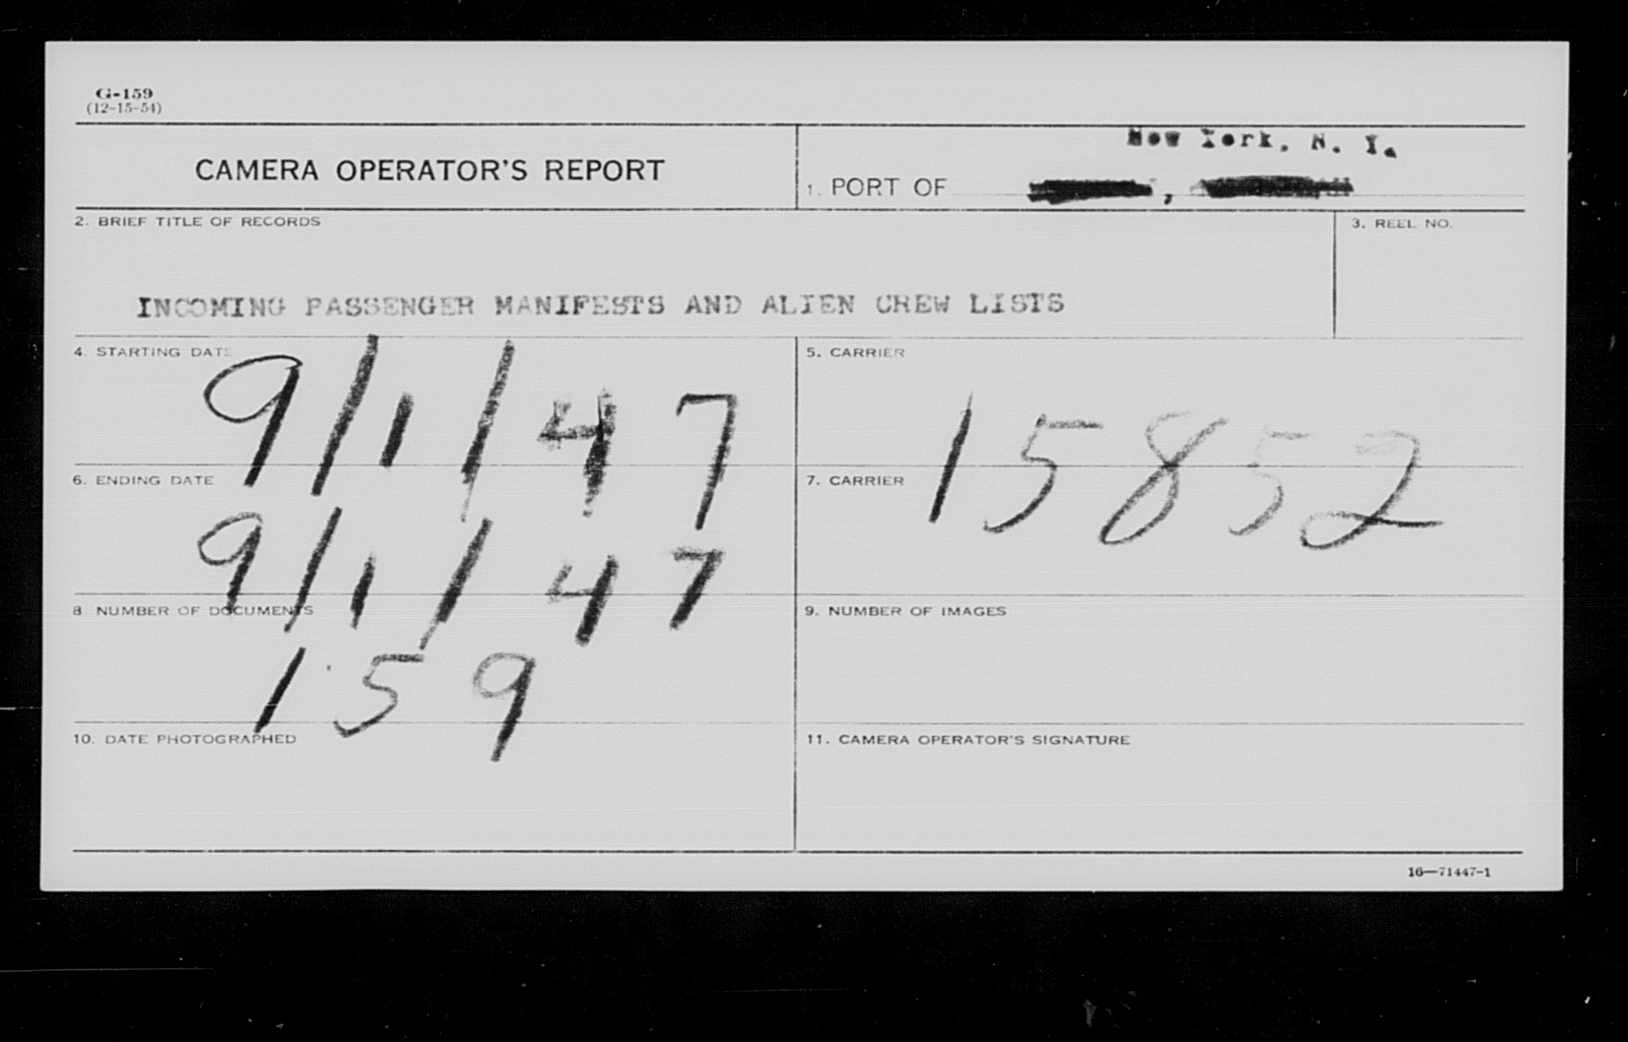 G-159
(12-15-54)
CAMERA OPERATOR'S REPORT
New York, N. Y.
1. PORT OF
2. BRIEF TITLE OF RECORDS
3. REEL NO.
INCOMING PASSENGER MANIFESTS AND ALIEN CREW LISTS
4. STARTING DATE
9/1/47
5. CARRIER
15852
6. ENDING DATE
9/1/47
7. CARRIER
8 NUMBER OF DOCUMENTS
159
9. NUMBER OF IMAGES
10. DATE PHOTOGRAPHED
11. CAMERA OPERATOR'S SIGNATURE
16—71447-1